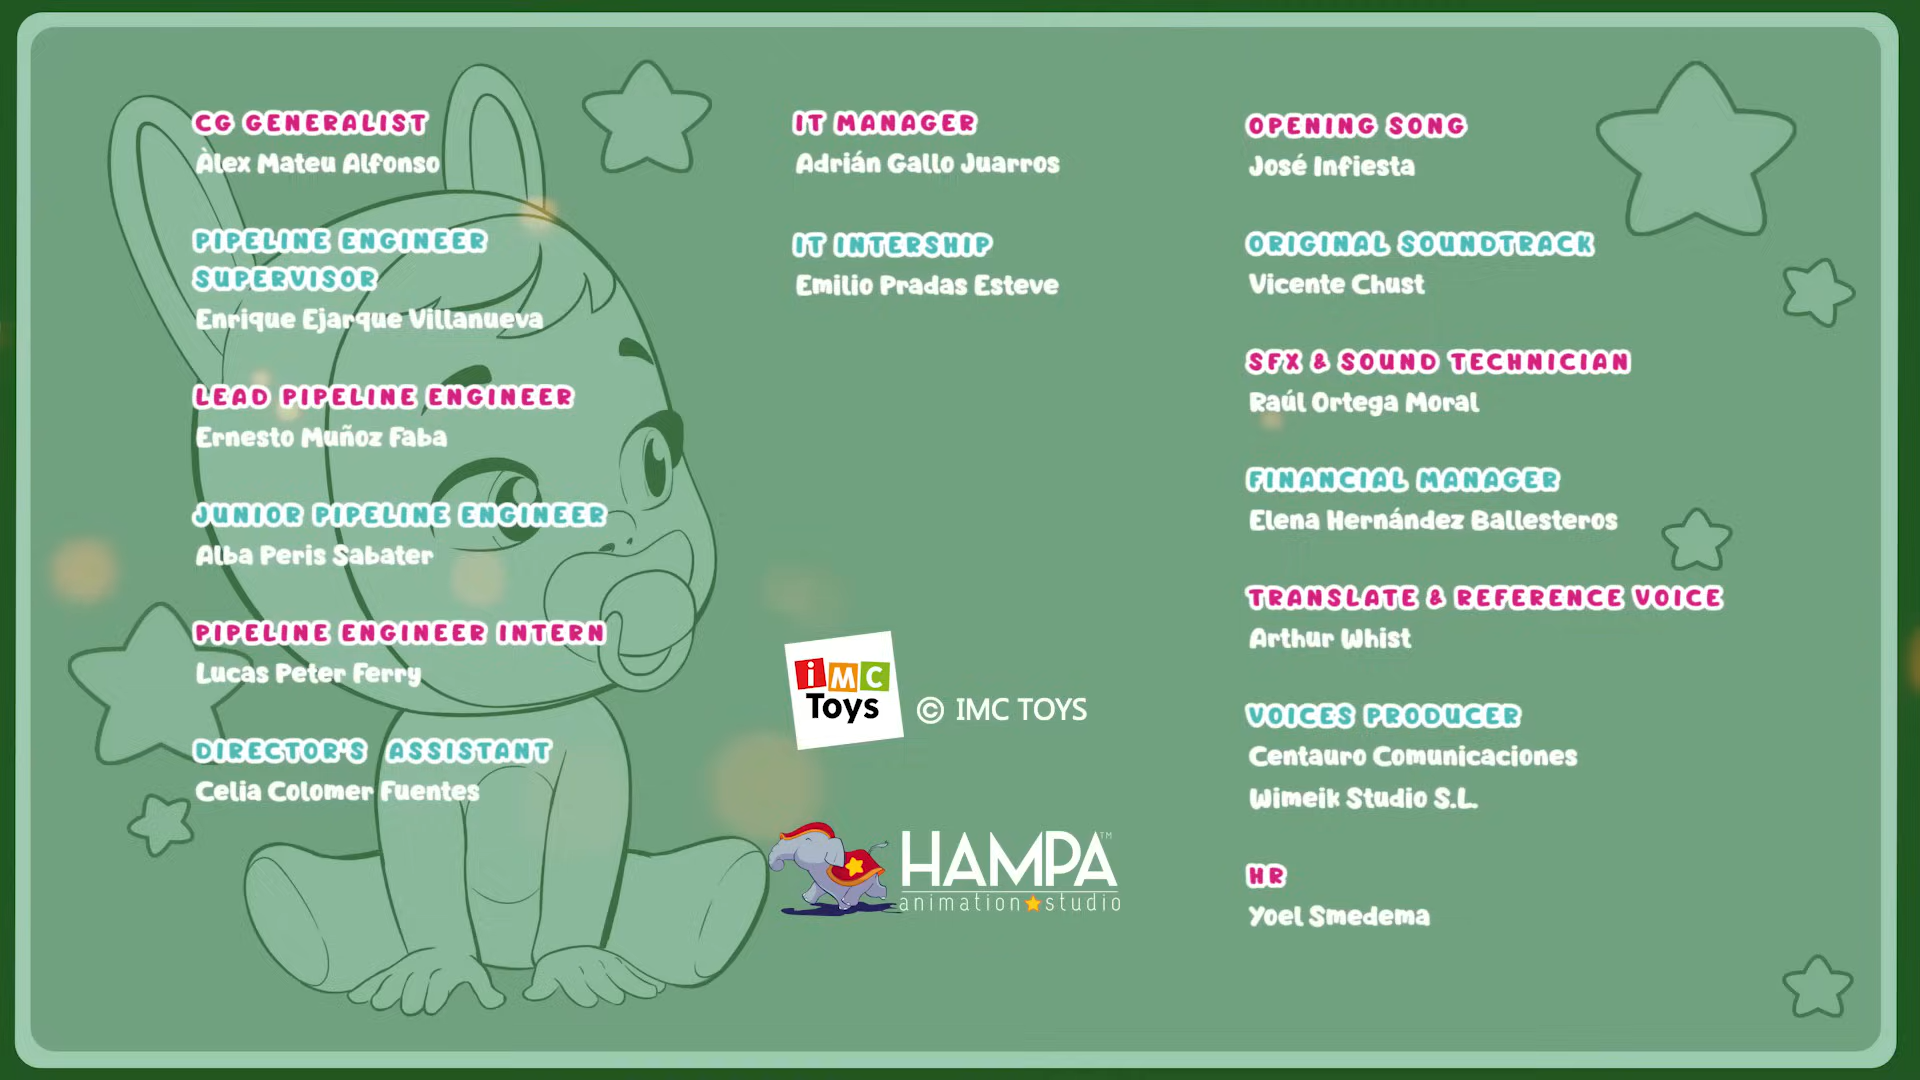 CG GENERALIST
Àlex Mateu Alfonso
PIPELINE ENGINEER
SUPERVISOR
Enrique Ejarque Villanueva
LEAD PIPELINE ENGINEER
Ernesto Muñoz Faba
JUNIOR PIPELINE ENGINEER
Alba Peris Sabater
PIPELINE ENGINEER INTERN
Lucas Peter Ferry
DIRECTOR'S ASSISTANT
Celia Colomer Fuentes
IT MANAGER
Adrián Gallo Juarros
IT INTERSHIP
Emilio Pradas Esteve
iMC
Toys
© IMC TOYS
HAMPA™
animation studio
OPENING SONG
José Infiesta
ORIGINAL SOUNDTRACK
Vicente Chust
SFX & SOUND TECHNICIAN
Raúl Ortega Moral
FINANCIAL MANAGER
Elena Hernández Ballesteros
TRANSLATE & REFERENCE VOICE
Arthur Whist
VOICES PRODUCER
Centauro Comunicaciones
Wimeik Studio S.L.
HR
Yoel Smedema